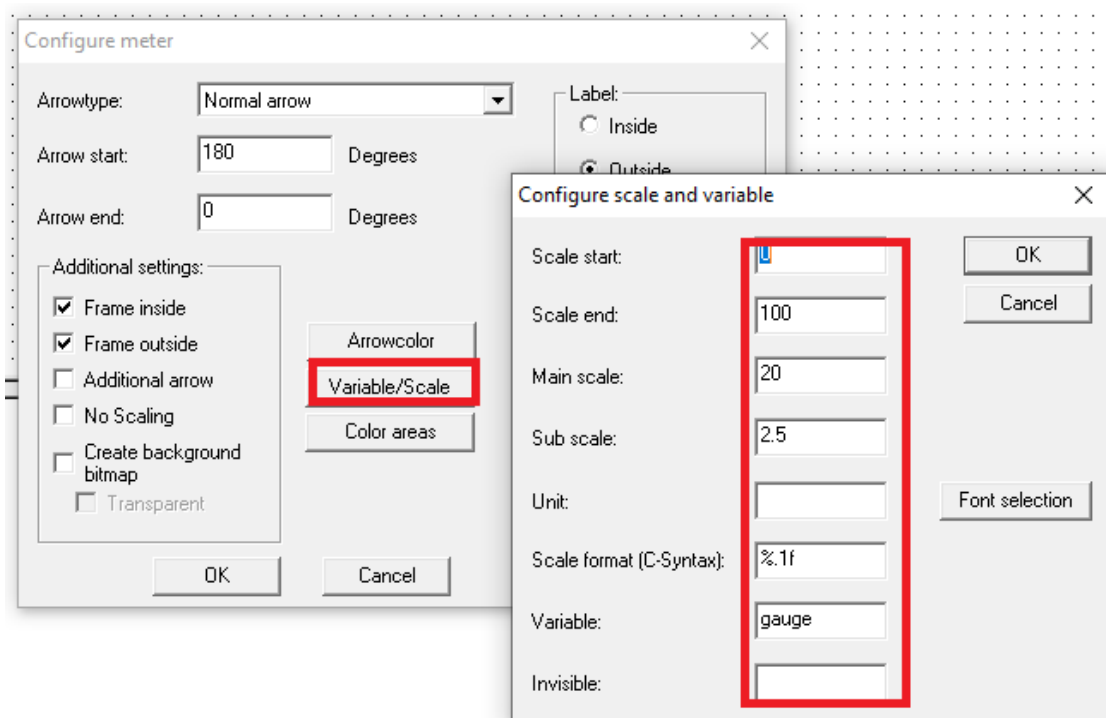 Configure meter
Arrowtype:
Normal arrow
Arrow start:
180
Degrees
Arrow end:
0
Degrees
Label:
Inside
Outside
Additional settings:
Frame inside
Frame outside
Additional arrow
No Scaling
Create background
bitmap
Transparent
Arrowcolor
Variable/Scale
Color areas
OK
Cancel
Configure scale and variable
Scale start:
0
Scale end:
100
Main scale:
20
Sub scale:
2.5
Unit:
Scale format (C-Syntax):
%.1f
Variable:
gauge
Invisible:
OK
Cancel
Font selection